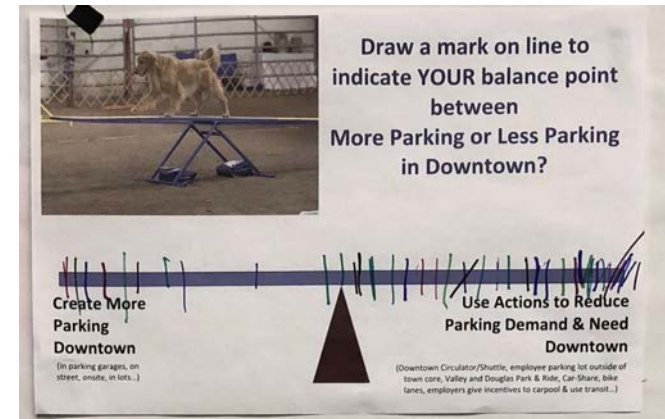 Draw a mark on line to
indicate YOUR balance point
between
More Parking or Less Parking
in Downtown?
Create More
Parking
Downtown
(in parking garages, on
street, onsite, in lots...)
Use Actions to Reduce
Parking Demand & Need
Downtown
(Downtown Circulator/Shuttle, employee parking lot outside of
town core, Valley and Douglas Park & Ride, Car-Share, bike
lanes, employers give incentives to carpool & use transit...)